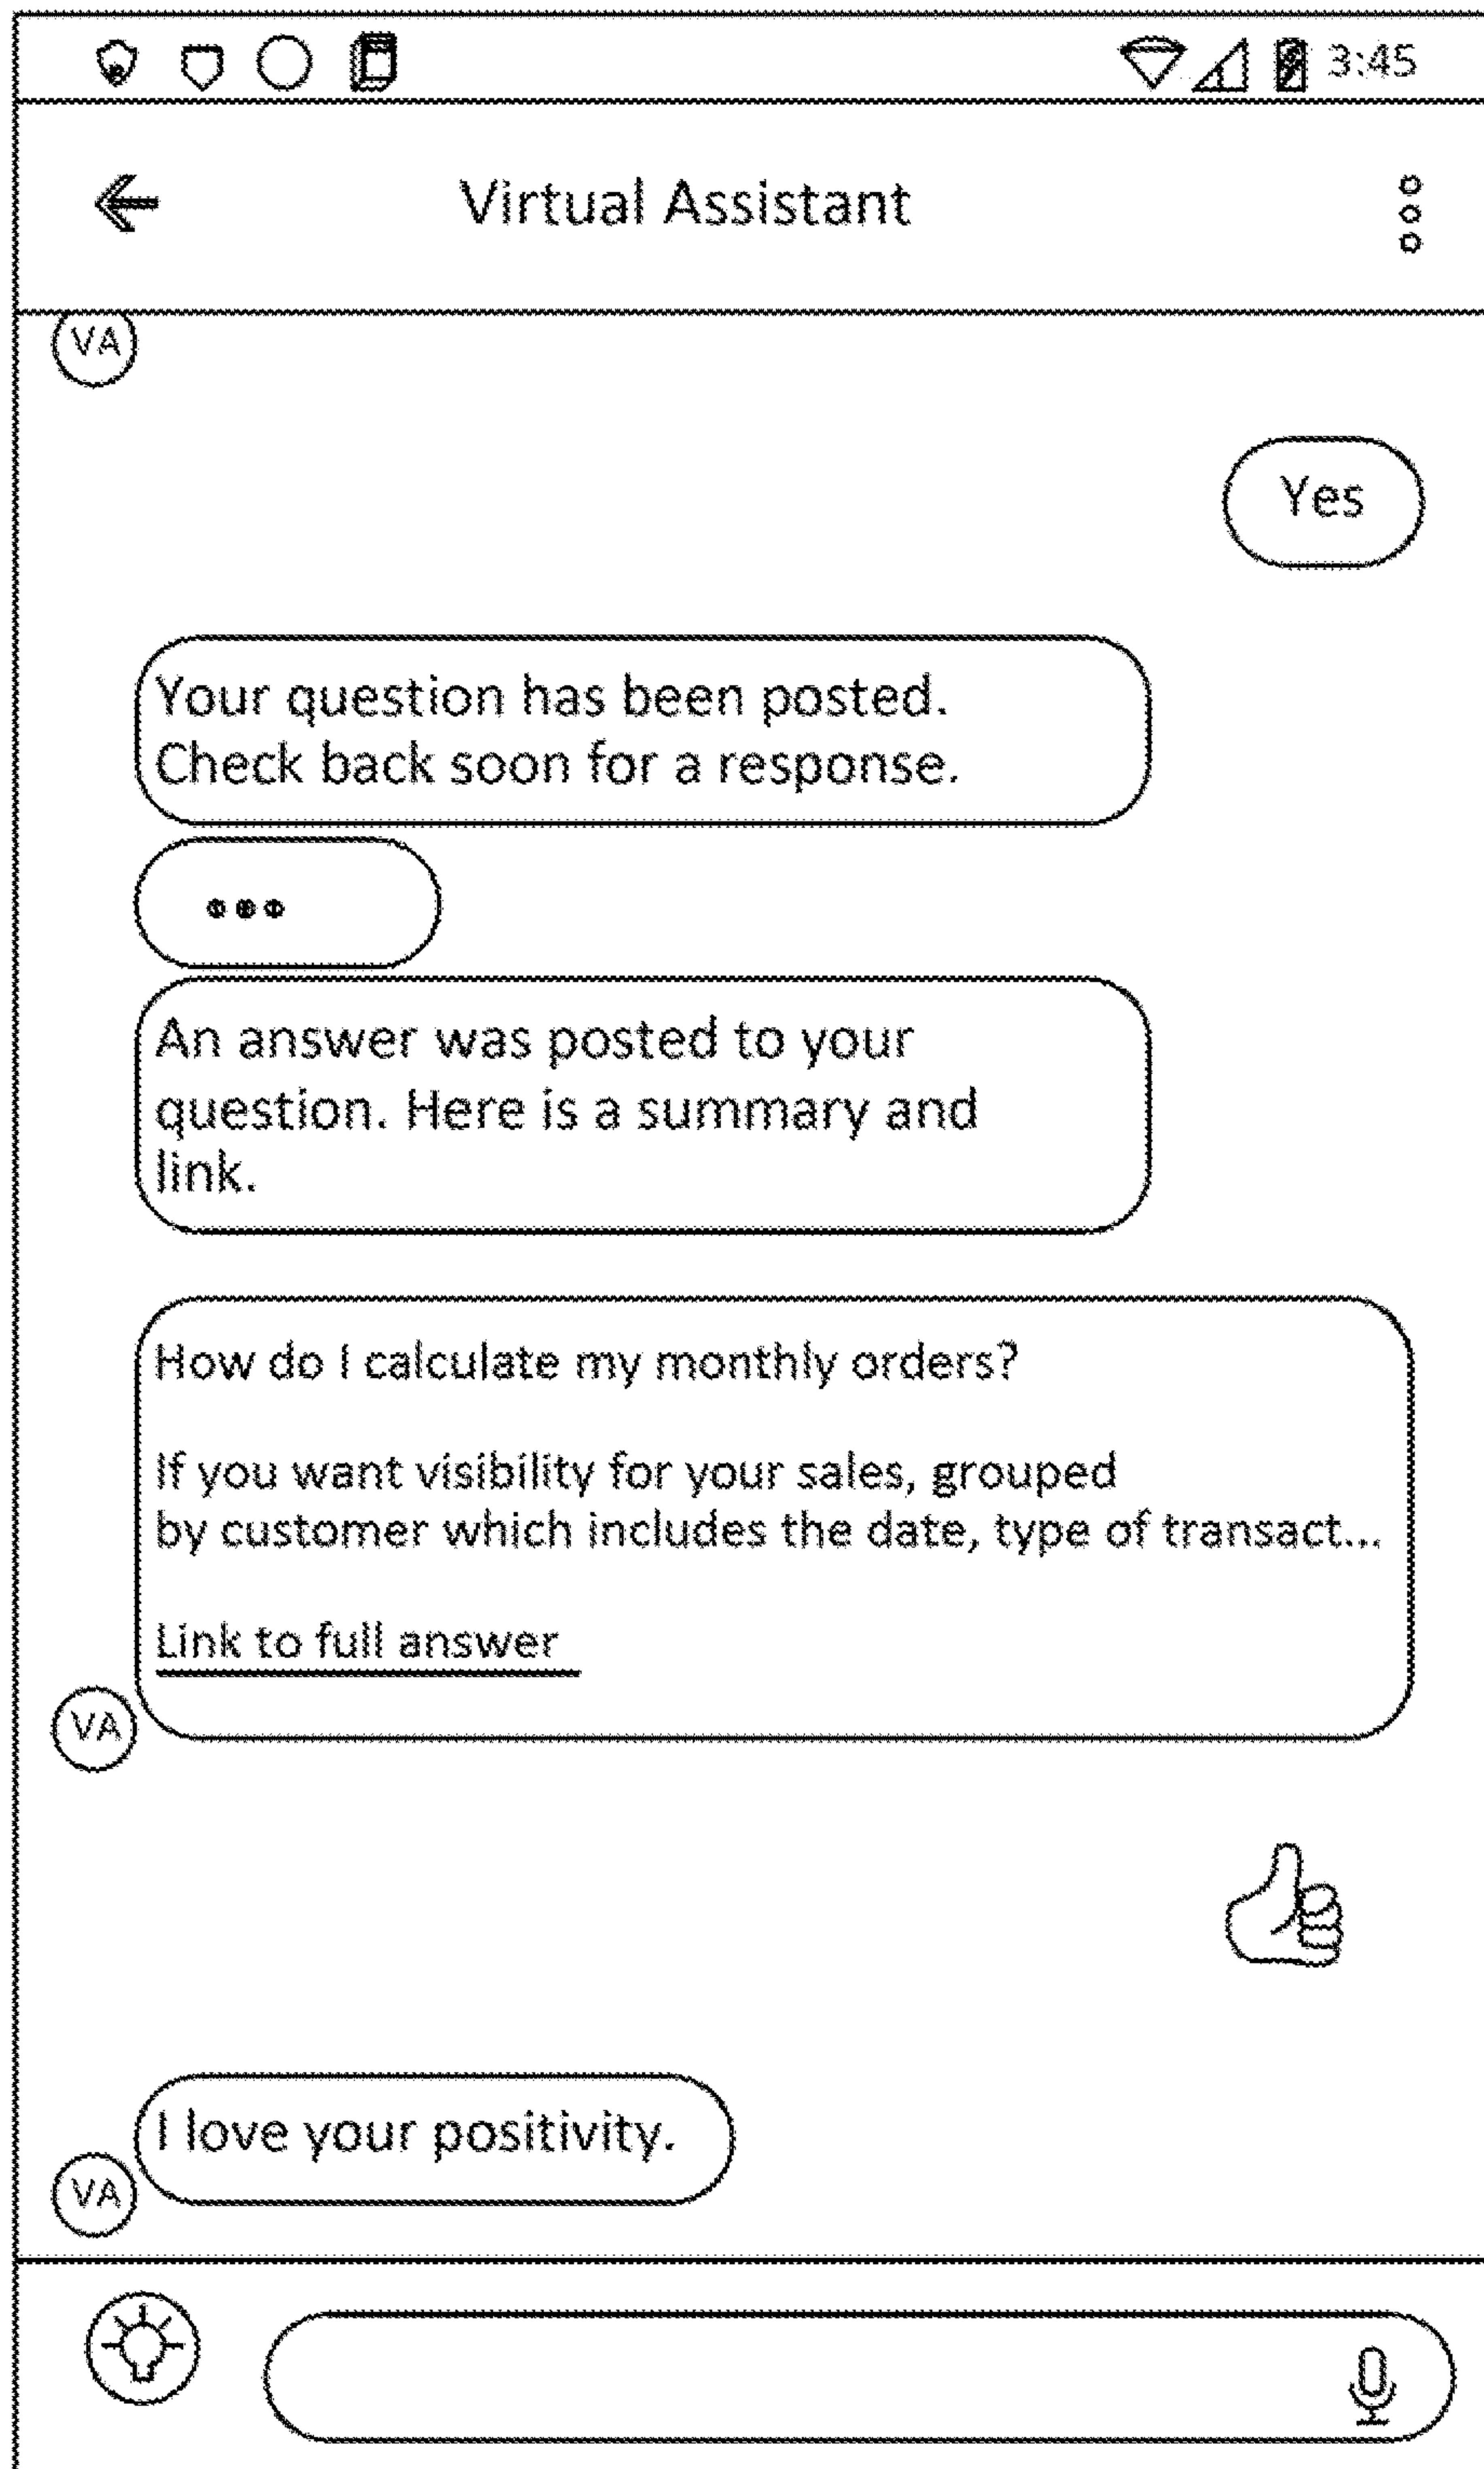 3:45
Virtual Assistant
VA
Yes
Your question has been posted.
Check back soon for a response.
•••
An answer was posted to your
question. Here is a summary and
link.
How do I calculate my monthly orders?
If you want visibility for your sales, grouped
by customer which includes the date, type of transact...
Link to full answer
VA
I love your positivity.
VA